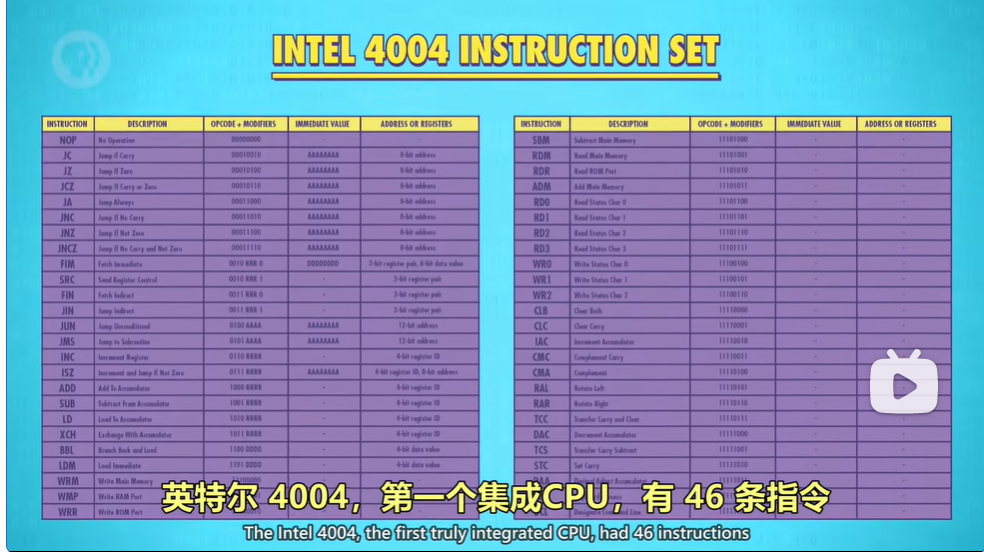 INTEL 4004 INSTRUCTION SET
INSTRUCTION DESCRIPTION OPCODE + MODIFIERS IMMEDIATE VALUE ADDRESS OR REGISTERS
NOP No Operation 00000000
JC Jump If Carry 00010010 AAAAAAAA 8-bit address
JZ Jump If Zero 00010100 AAAAAAAA 8-bit address
JCZ Jump If Carry or Zero 00010110 AAAAAAAA 8-bit address
JA Jump Always 00011000 AAAAAAAA 8-bit address
JNC Jump If No Carry 00011010 AAAAAAAA 8-bit address
JNZ Jump If Not Zero 00011100 AAAAAAAA 8-bit address
JNCZ Jump If No Carry and Not Zero 00011110 AAAAAAAA 8-bit address
FIM Fetch Immediate 0010 RRR 0 DDDDDDDD 3-bit register pair, 8-bit data value
SRC Send Register Control 0010 RRR 1 - 3-bit register pair
FIN Fetch Indirect 0011 RRR 0 - 3-bit register pair
JIN Jump Indirect 0011 RRR 1 - 3-bit register pair
JUN Jump Unconditional 0100 AAAA AAAAAAAA 12-bit address
JMS Jump to Subroutine 0101 AAAA AAAAAAAA 12-bit address
INC Increment Register 0110 RRRR - 4-bit register ID
ISZ Increment and Jump If Not Zero 0111 RRRR AAAAAAAA 4-bit register ID, 8-bit address
ADD Add To Accumulator 1000 RRRR - 4-bit register ID
SUB Subtract from Accumulator 1001 RRRR - 4-bit register ID
LD Load To Accumulator 1010 RRRR - 4-bit register ID
XCH Exchange With Accumulator 1011 RRRR - 4-bit register ID
BBL Branch Back and Load 1100 DDDD - 4-bit data value
LDM Load Immediate 1101 DDDD - 4-bit data value
WRM Write Main Memory
WMP Write RAM Port
WRR Write ROM Port
INSTRUCTION DESCRIPTION OPCODE + MODIFIERS IMMEDIATE VALUE ADDRESS OR REGISTERS
SBM Subtract Main Memory 11101000 - -
RDM Read Main Memory 11101001 - -
RDR Read ROM Port 11101010 - -
ADM Add Main Memory 11101011 - -
RD0 Read Status Char 0 11101100 - -
RD1 Read Status Char 1 11101101 - -
RD2 Read Status Char 2 11101110 - -
RD3 Read Status Char 3 11101111 - -
WR0 Write Status Char 0 11100100 - -
WR1 Write Status Char 1 11100101 - -
WR2 Write Status Char 2 11100110 - -
CLB Clear Both 11110000 - -
CLC Clear Carry 11110001 - -
IAC Increment Accumulator 11110010 - -
CMC Complement Carry 11110011 - -
CMA Complement 11110100 - -
RAL Rotate Left 11110101 - -
RAR Rotate Right 11110110 - -
TCC Transfer Carry and Clear 11110111 - -
DAC Decrement Accumulator 11111000 - -
TCS Transfer Carry Subtract 11111001 - -
STC Set Carry 11111010 - -
英特尔 4004，第一个集成CPU，有 46 条指令
The Intel 4004, the first truly integrated CPU, had 46 instructions